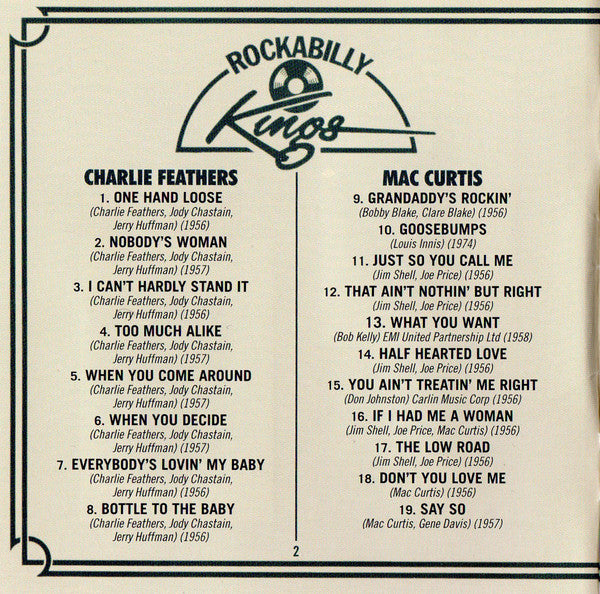 ROCKABILLY
Kings
CHARLIE FEATHERS
1. ONE HAND LOOSE
(Charlie Feathers, Jody Chastain,
Jerry Huffman) (1956)
2. NOBODY'S WOMAN
(Charlie Feathers, Jody Chastain,
Jerry Huffman) (1957)
3. I CAN'T HARDLY STAND IT
(Charlie Feathers, Jody Chastain,
Jerry Huffman) (1956)
4. TOO MUCH ALIKE
(Charlie Feathers, Jody Chastain,
Jerry Huffman) (1957)
5. WHEN YOU COME AROUND
(Charlie Feathers, Jody Chastain,
Jerry Huffman) (1957)
6. WHEN YOU DECIDE
(Charlie Feathers, Jody Chastain,
Jerry Huffman) (1957)
7. EVERYBODY'S LOVIN' MY BABY
(Charlie Feathers, Jody Chastain,
Jerry Huffman) (1956)
8. BOTTLE TO THE BABY
(Charlie Feathers, Jody Chastain,
Jerry Huffman) (1956)
MAC CURTIS
9. GRANDADDY'S ROCKIN'
(Bobby Blake, Clare Blake) (1956)
10. GOOSEBUMPS
(Louis Innis) (1974)
11. JUST SO YOU CALL ME
(Jim Shell, Joe Price) (1956)
12. THAT AIN'T NOTHIN' BUT RIGHT
(Jim Shell, Joe Price) (1956)
13. WHAT YOU WANT
(Bob Kelly) EMI United Partnership Ltd (1958)
14. HALF HEARTED LOVE
(Jim Shell, Joe Price) (1956)
15. YOU AIN'T TREATIN' ME RIGHT
(Don Johnston) Carlin Music Corp (1956)
16. IF I HAD ME A WOMAN
(Jim Shell, Joe Price, Mac Curtis) (1956)
17. THE LOW ROAD
(Jim Shell, Joe Price) (1956)
18. DON'T YOU LOVE ME
(Mac Curtis) (1956)
19. SAY SO
(Mac Curtis, Gene Davis) (1957)
2